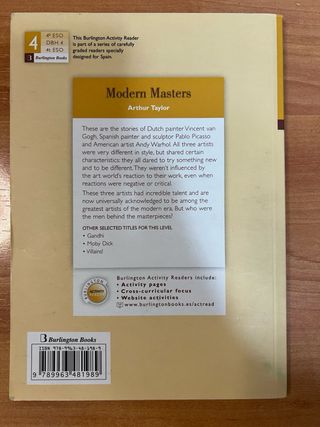 4
4º ESO
DBH 4
4t ESO
B Burlington Books
This Burlington Activity Reader
is part of a series of carefully
graded readers specially
designed for Spain.
Modern Masters
Arthur Taylor
These are the stories of Dutch painter Vincent van
Gogh, Spanish painter and sculptor Pablo Picasso
and American artist Andy Warhol. All three artists
were very different in style, but shared certain
characteristics: they all dared to try something new
and to be different. They weren't influenced by
the art world's reaction to their work, even when
reactions were negative or critical.
These three artists had incredible talent and are
now universally acknowledged to be among the
greatest artists of the modern era. But who were
the men behind the masterpieces?
OTHER SELECTED TITLES FOR THIS LEVEL
• Gandhi
• Moby Dick
• Villains!
BURLINGTON
ACTIVITY
READERS
Burlington Activity Readers include:
• Activity pages
• Cross-curricular focus
• Website activities
www.burlingtonbooks.es/actread
B Burlington Books
ISBN 978-9963-48-198-9
9 789963 481989